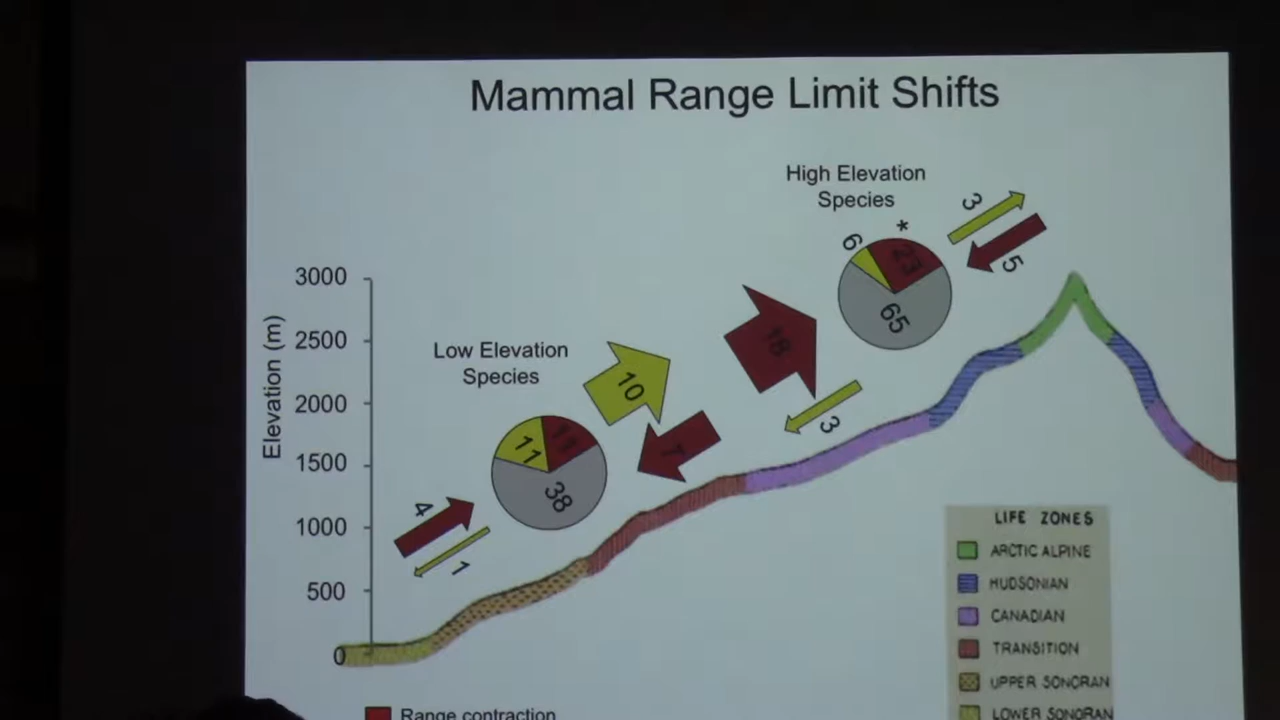 Mammal Range Limit Shifts
High Elevation
Species
3
*
6
23
5
65
3000
Elevation (m)
2500
2000
1500
1000
500
0
Low Elevation
Species
18
10
3
7
11
11
38
4
1
LIFE ZONES
ARCTIC ALPINE
HUDSONIAN
CANADIAN
TRANSITION
UPPER SONORAN
LOWER SONORAN
Range contraction